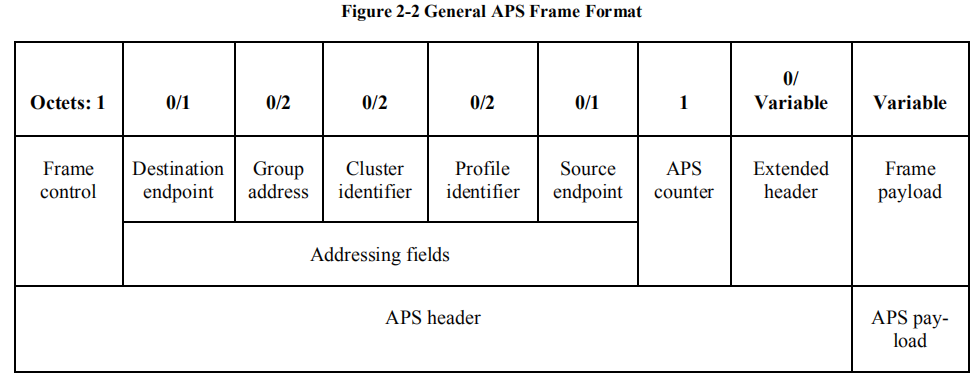 Figure 2-2 General APS Frame Format
Octets: 1
0/1
0/2
0/2
0/2
0/1
1
0/
Variable
Variable
Frame
control
Destination
endpoint
Group
address
Cluster
identifier
Profile
identifier
Source
endpoint
APS
counter
Extended
header
Frame
payload
Addressing fields
APS header
APS pay-
load